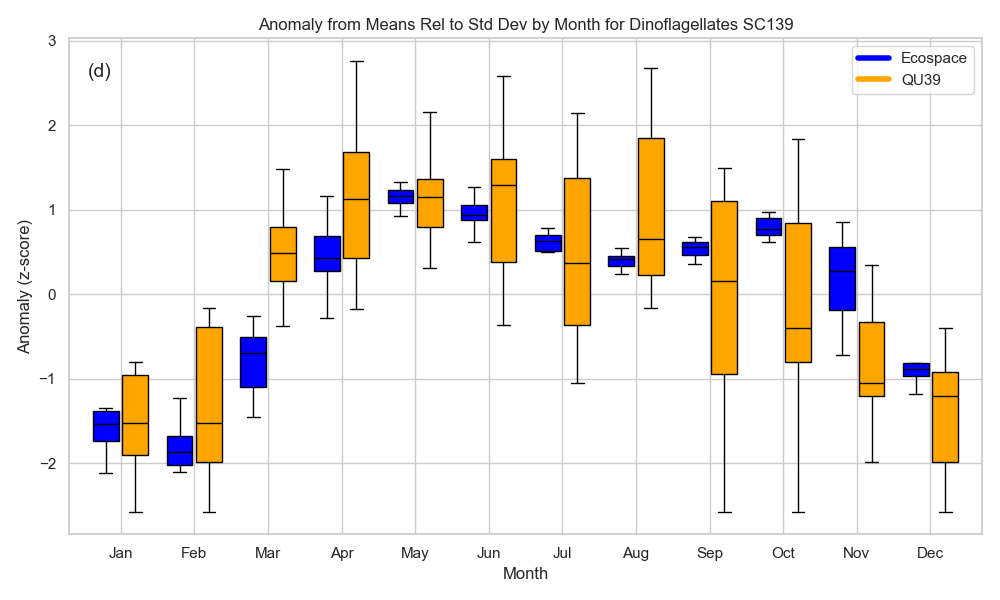 Anomaly from Means Rel to Std Dev by Month for Dinoflagellates SC139
(d)
Ecospace
QU39
Anomaly (z-score)
3
2
1
0
−1
−2
Jan Feb Mar Apr May Jun Jul Aug Sep Oct Nov Dec
Month